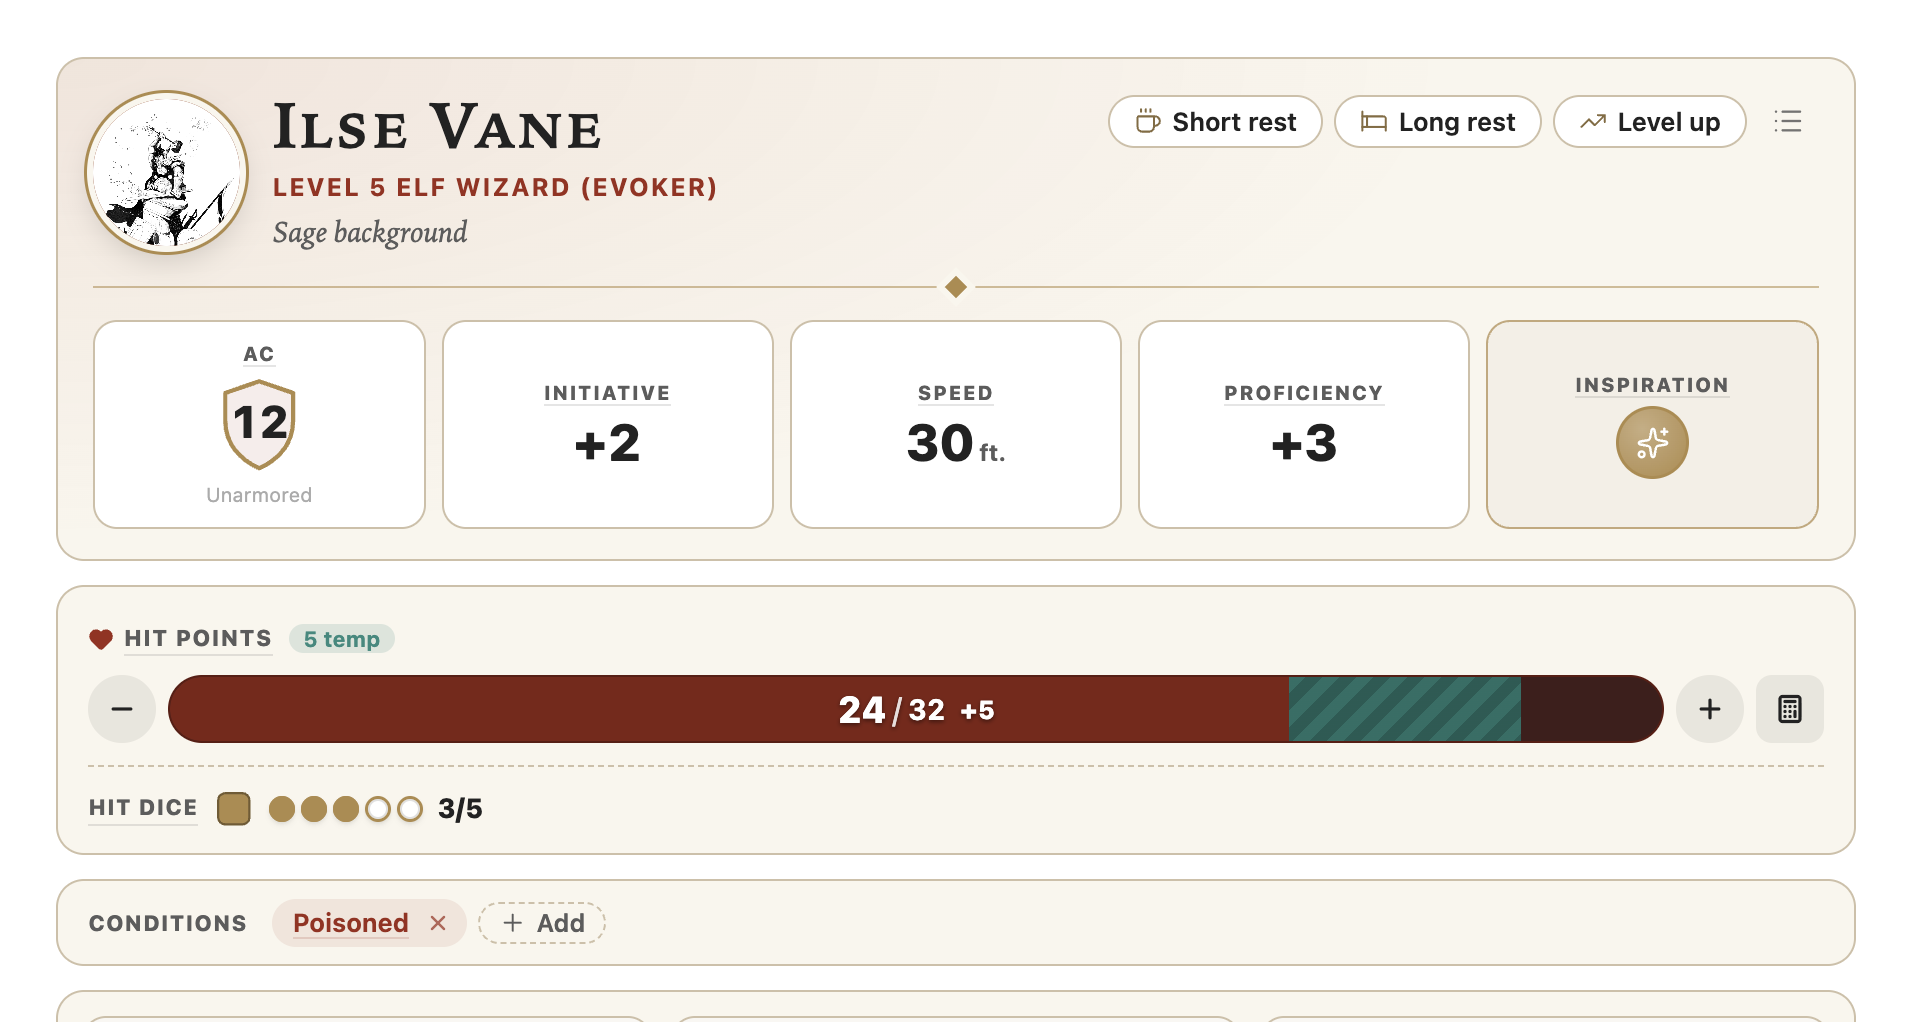 Ilse Vane
Short rest
Long rest
Level up
LEVEL 5 ELF WIZARD (EVOKER)
Sage background
AC
12
Unarmored
INITIATIVE
+2
SPEED
30 ft.
PROFICIENCY
+3
INSPIRATION
HIT POINTS
5 temp
24/32 +5
HIT DICE
3/5
CONDITIONS
Poisoned
Add